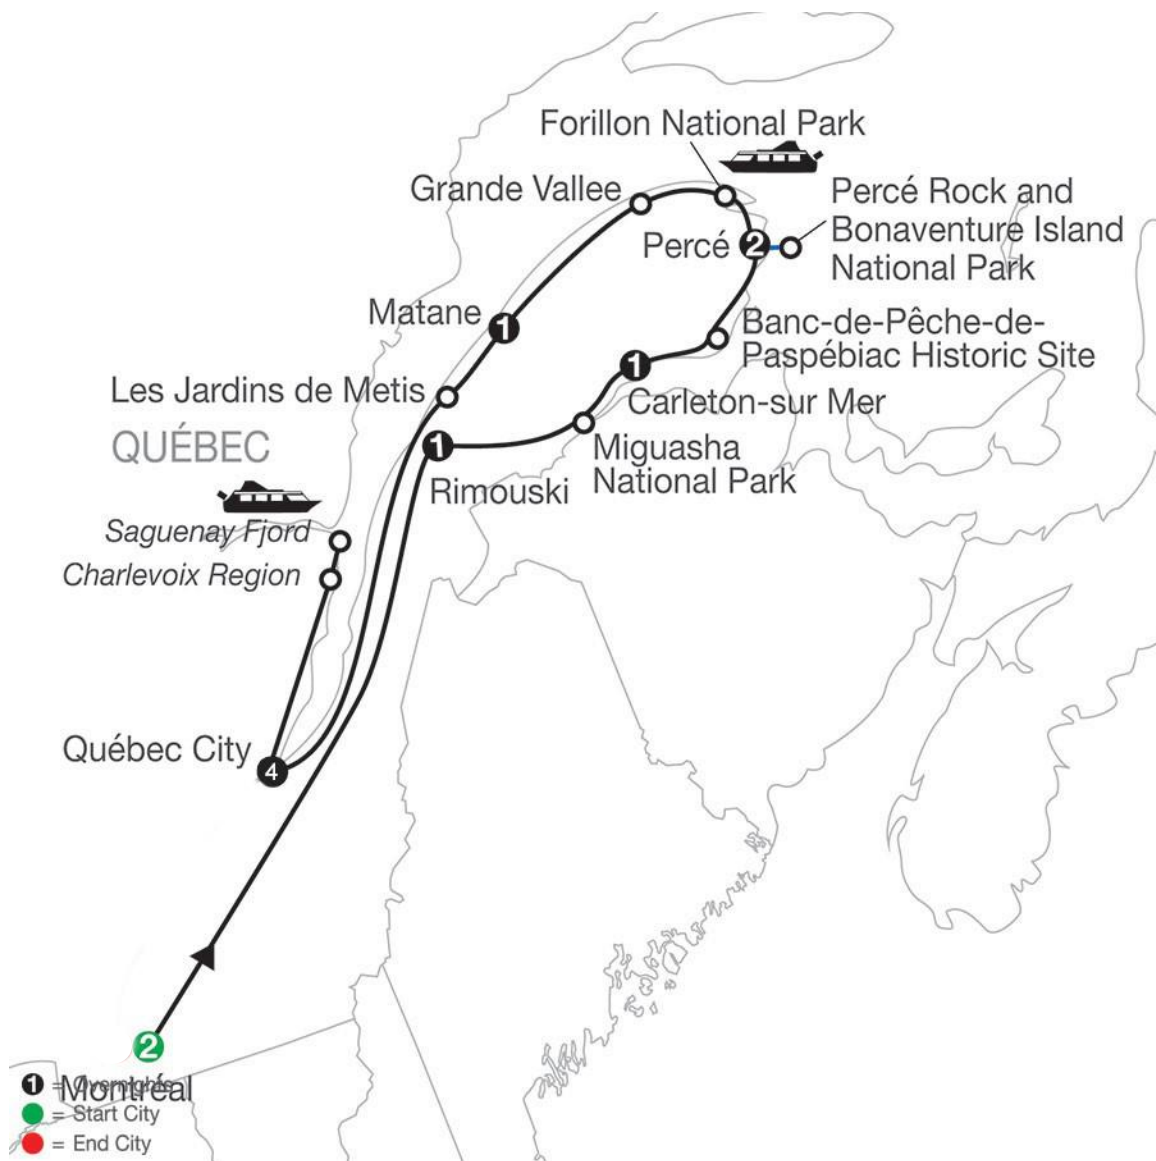 Forillon National Park
Grande Vallee
Percé Rock and
Bonaventure Island
National Park
Percé
2
Matane
1
Banc-de-Pêche-de-
Paspébiac Historic Site
1
Carleton-sur Mer
Les Jardins de Metis
QUÉBEC
1
Rimouski
Miguasha
National Park
Saguenay Fjord
Charlevoix Region
Québec City
4
2
Montréal
1 = Overnights
= Start City
= End City